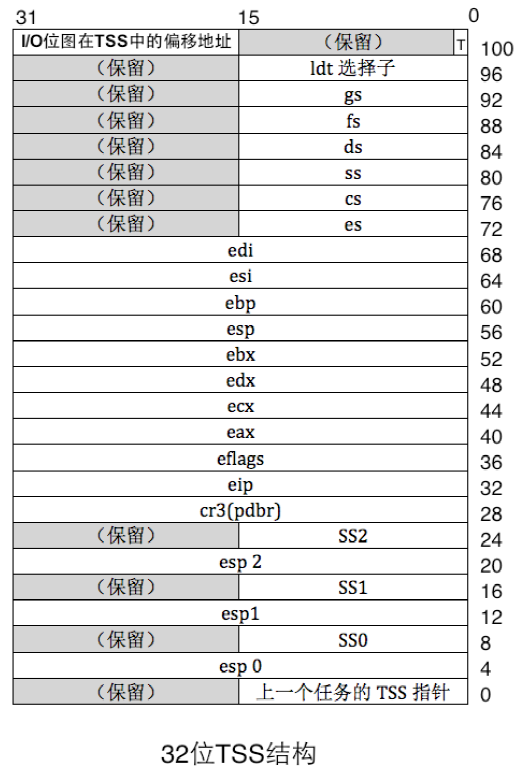 31 15 0
I/O位图在TSS中的偏移地址 （保留） T 100
（保留） ldt 选择子 96
（保留） gs 92
（保留） fs 88
（保留） ds 84
（保留） ss 80
（保留） cs 76
（保留） es 72
edi 68
esi 64
ebp 60
esp 56
ebx 52
edx 48
ecx 44
eax 40
eflags 36
eip 32
cr3(pdbr) 28
（保留） SS2 24
esp 2 20
（保留） SS1 16
esp1 12
（保留） SS0 8
esp 0 4
（保留） 上一个任务的 TSS 指针 0
32位TSS结构